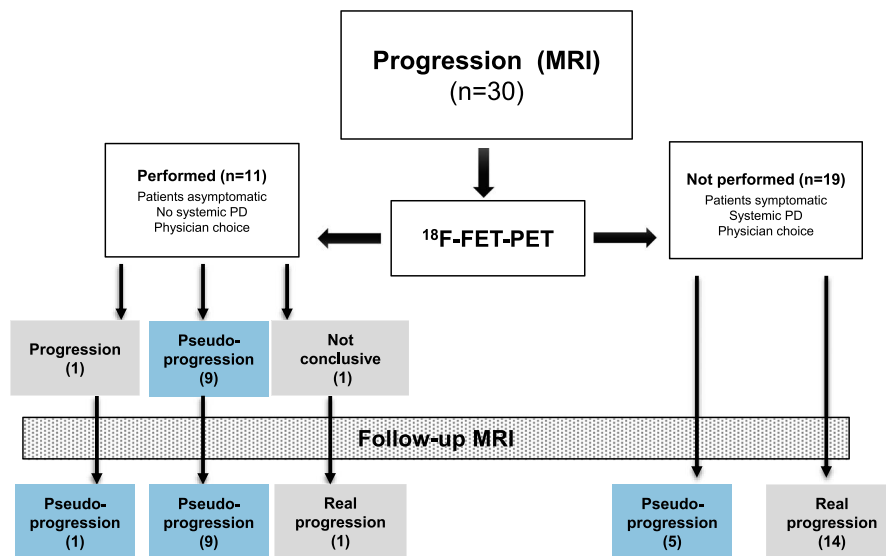 Progression (MRI)
(n=30)
Performed (n=11)
Patients asymptomatic
No systemic PD
Physician choice
¹⁸F-FET-PET
Not performed (n=19)
Patients symptomatic
Systemic PD
Physician choice
Progression
(1)
Pseudo-
progression
(9)
Not
conclusive
(1)
Follow-up MRI
Pseudo-
progression
(1)
Pseudo-
progression
(9)
Real
progression
(1)
Pseudo-
progression
(5)
Real
progression
(14)